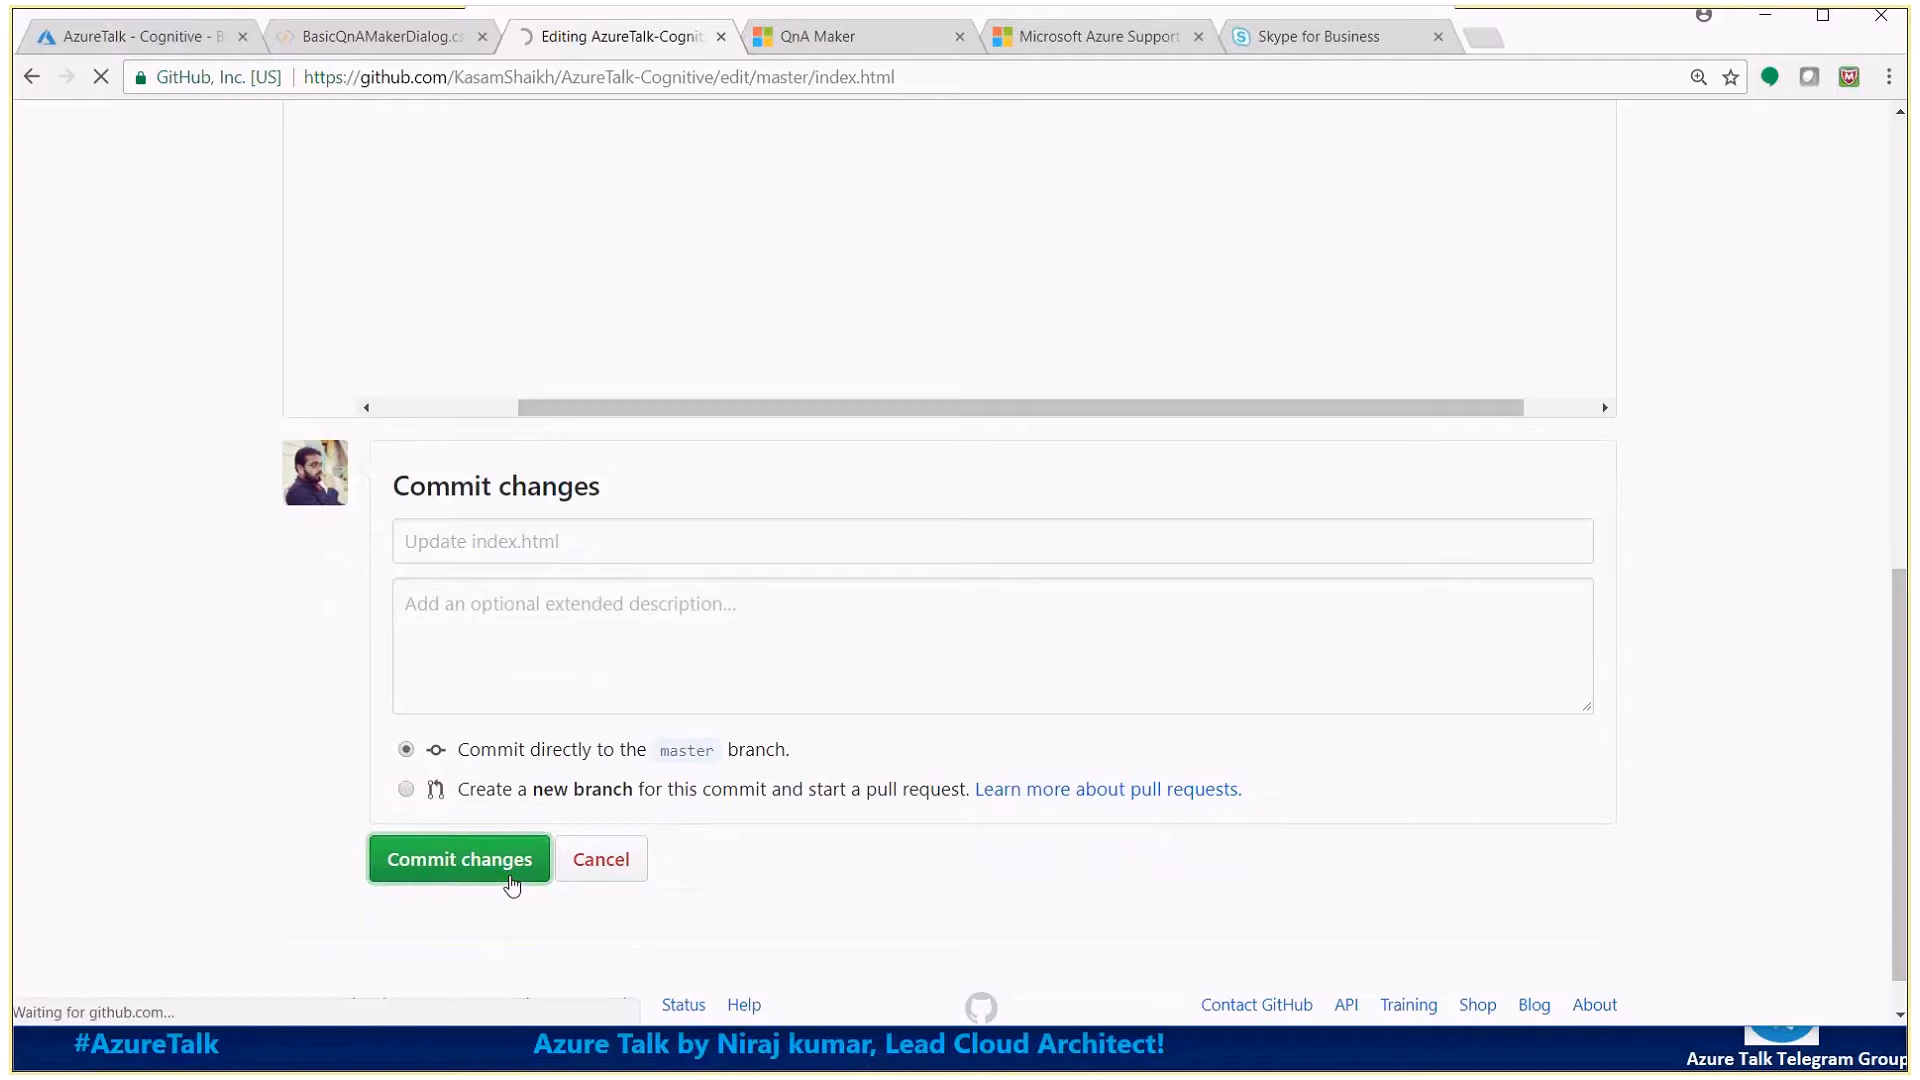 AzureTalk - Cognitive - B
BasicQnAMakerDialog.cs
Editing AzureTalk-Cognit
QnA Maker
Microsoft Azure Support
Skype for Business
GitHub, Inc. [US]
https://github.com/KasamShaikh/AzureTalk-Cognitive/edit/master/index.html
Commit changes
Update index.html
Add an optional extended description...
Commit directly to the master branch.
Create a new branch for this commit and start a pull request. Learn more about pull requests.
Commit changes
Cancel
Status
Help
Contact GitHub
API
Training
Shop
Blog
About
Waiting for github.com...
#AzureTalk
Azure Talk by Niraj kumar, Lead Cloud Architect!
Azure Talk Telegram Group